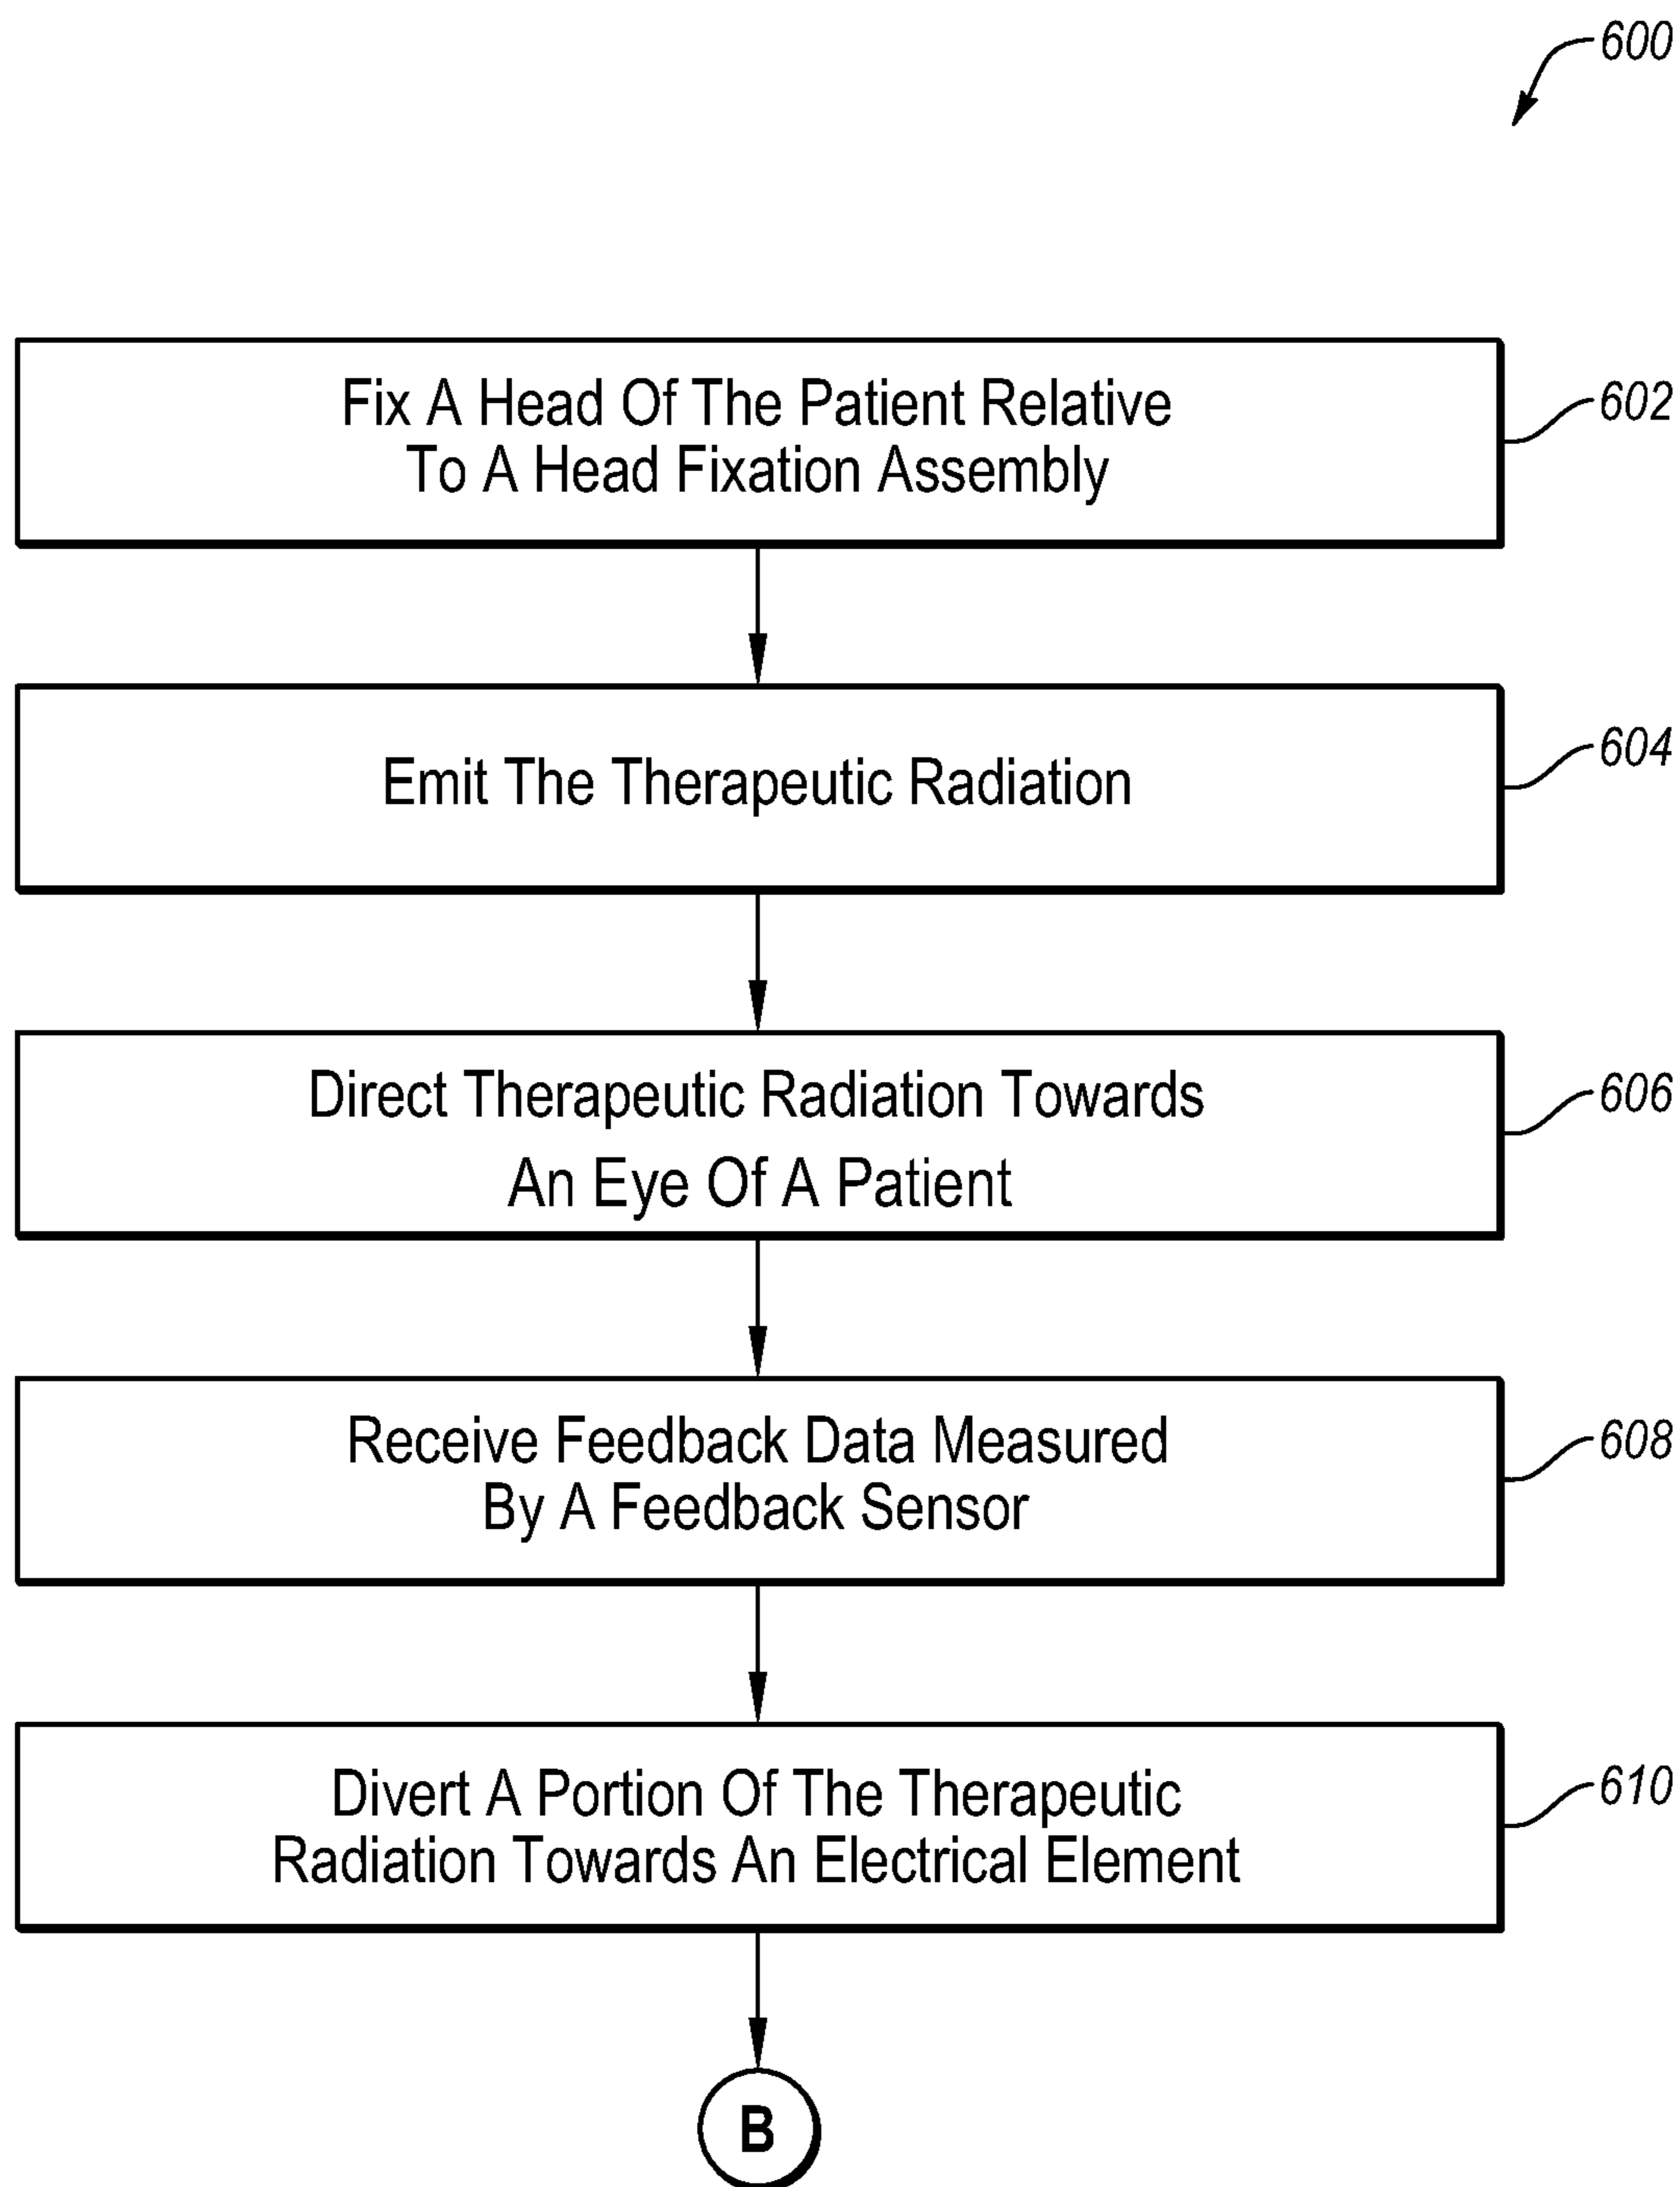 600
Fix A Head Of The Patient Relative
To A Head Fixation Assembly
602
Emit The Therapeutic Radiation
604
Direct Therapeutic Radiation Towards
An Eye Of A Patient
606
Receive Feedback Data Measured
By A Feedback Sensor
608
Divert A Portion Of The Therapeutic
Radiation Towards An Electrical Element
610
B